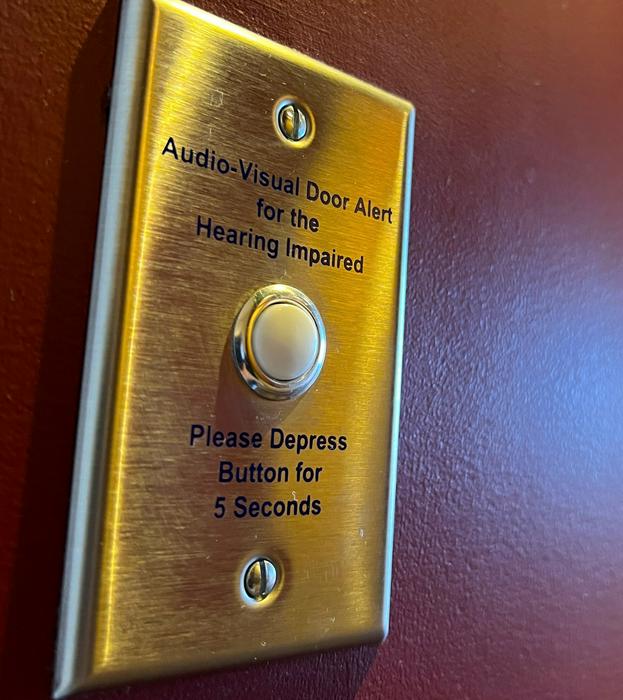 Audio-Visual Door Alert
for the
Hearing Impaired
Please Depress
Button for
5 Seconds